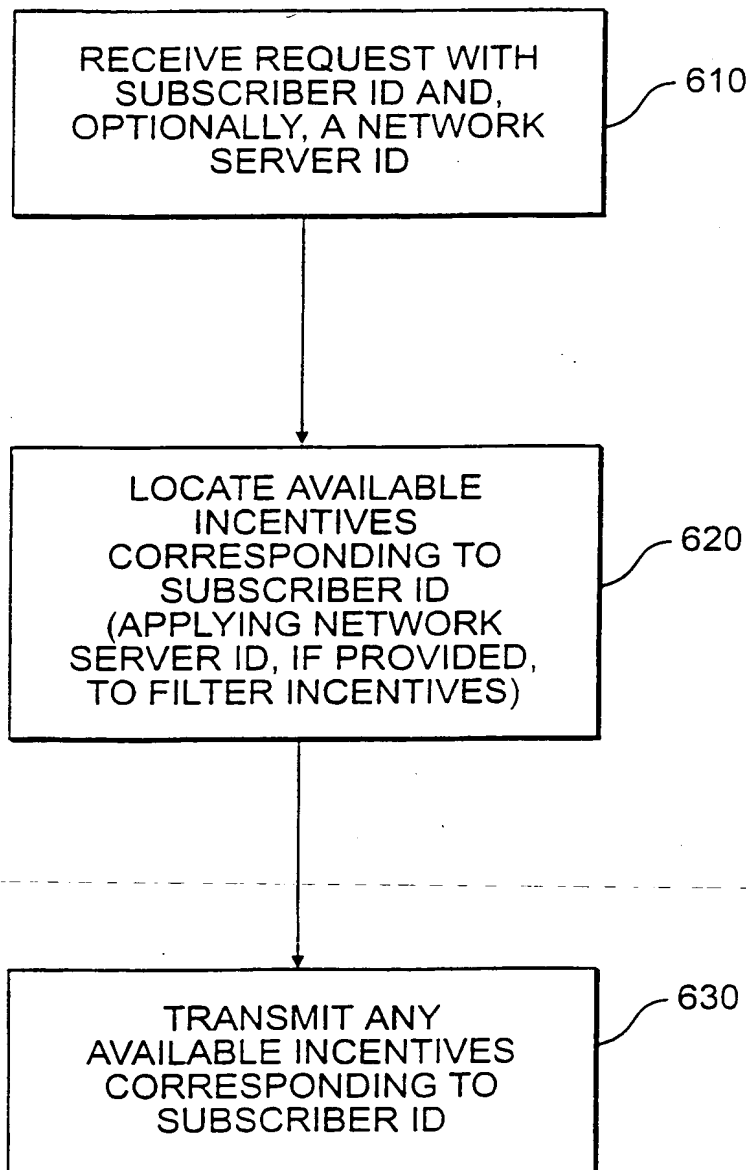 RECEIVE REQUEST WITH
SUBSCRIBER ID AND,
OPTIONALLY, A NETWORK
SERVER ID
610
LOCATE AVAILABLE
INCENTIVES
CORRESPONDING TO
SUBSCRIBER ID
(APPLYING NETWORK
SERVER ID, IF PROVIDED,
TO FILTER INCENTIVES)
620
TRANSMIT ANY
AVAILABLE INCENTIVES
CORRESPONDING TO
SUBSCRIBER ID
630